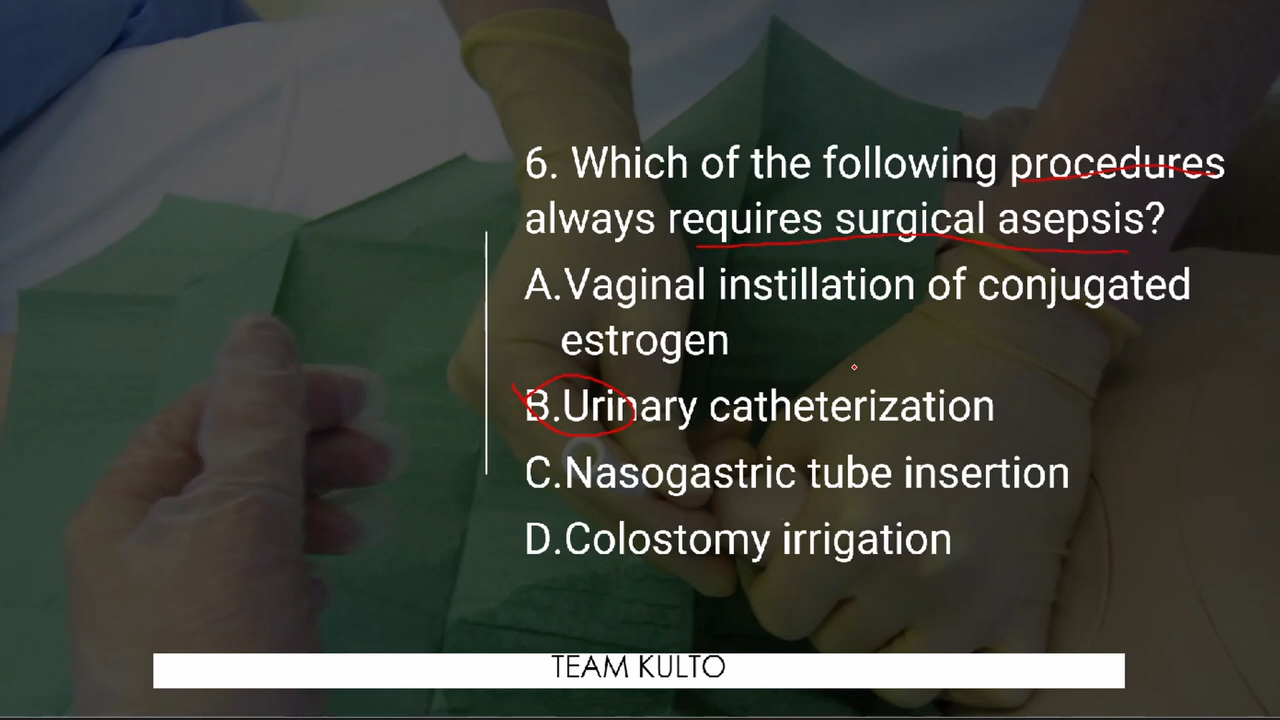 6. Which of the following procedures
always requires surgical asepsis?
A.Vaginal instillation of conjugated
estrogen
B.Urinary catheterization
C.Nasogastric tube insertion
D.Colostomy irrigation
TEAM KULTO